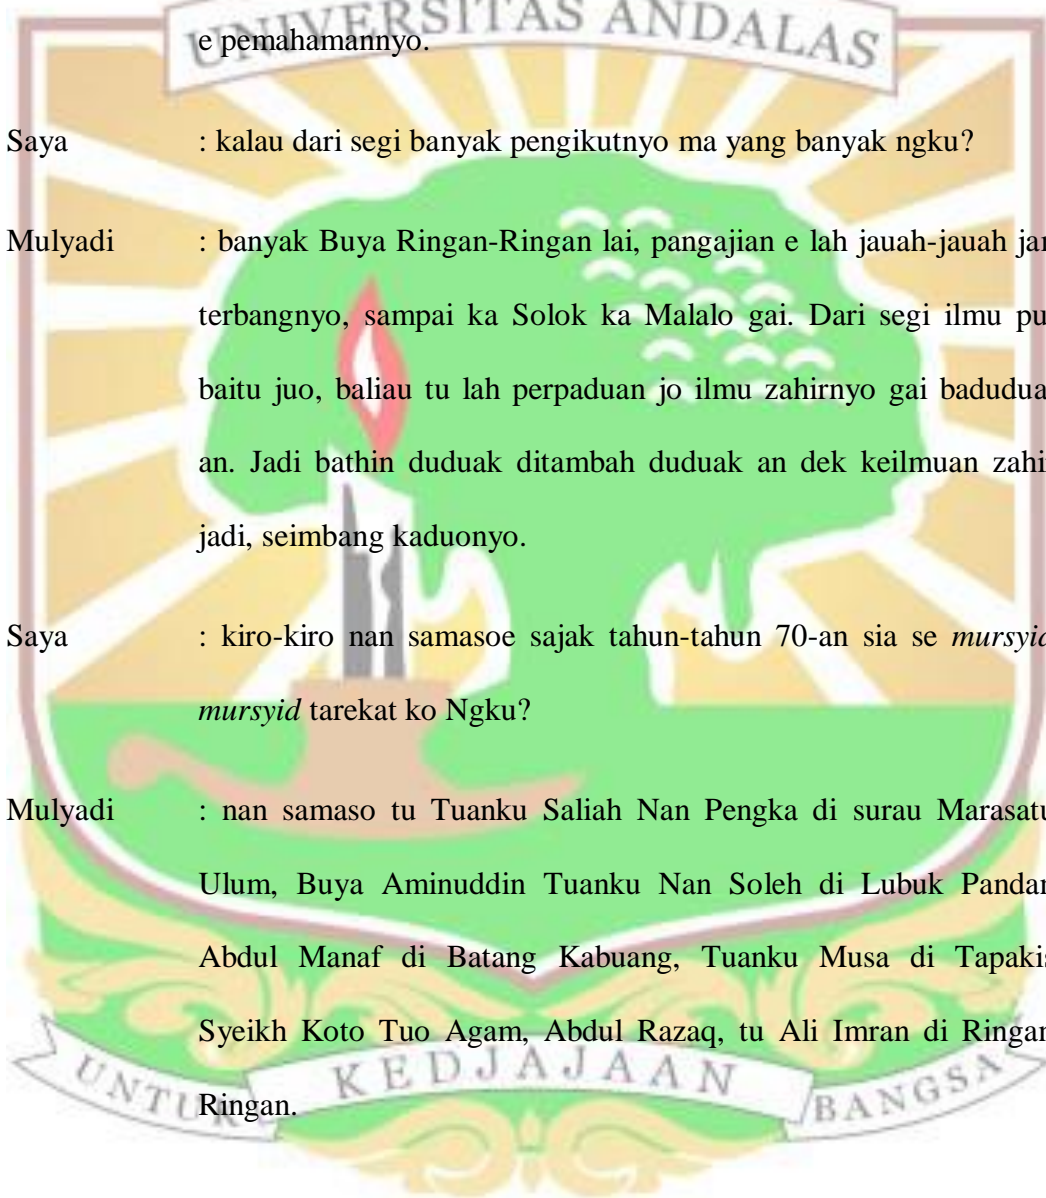 UNIVERSITAS ANDALAS
e pemahamannyo.
Saya : kalau dari segi banyak pengikutnyo ma yang banyak ngku?
Mulyadi : banyak Buya Ringan-Ringan lai, pangajian e lah jauah-jauah
terbangnyo, sampai ka Solok ka Malalo gai. Dari segi ilmu
baitu juo, baliau tu lah perpaduan jo ilmu zahirnyo gai
an. Jadi bathin duduak ditambah duduak an dek keilmuan
jadi, seimbang kaduonyo.
Saya : kiro-kiro nan samasoe sajak tahun-tahun 70-an sia se mursyid
mursyid tarekat ko Ngku?
Mulyadi : nan samaso tu Tuanku Saliah Nan Pengka di surau Marasatu
Ulum, Buya Aminuddin Tuanku Nan Soleh di Lubuk
Abdul Manaf di Batang Kabuang, Tuanku Musa di Tapakis
Syeikh Koto Tuo Agam, Abdul Razaq, tu Ali Imran di Ringan
Ringan.
UNTUK KEDJAJAAN BANGSA